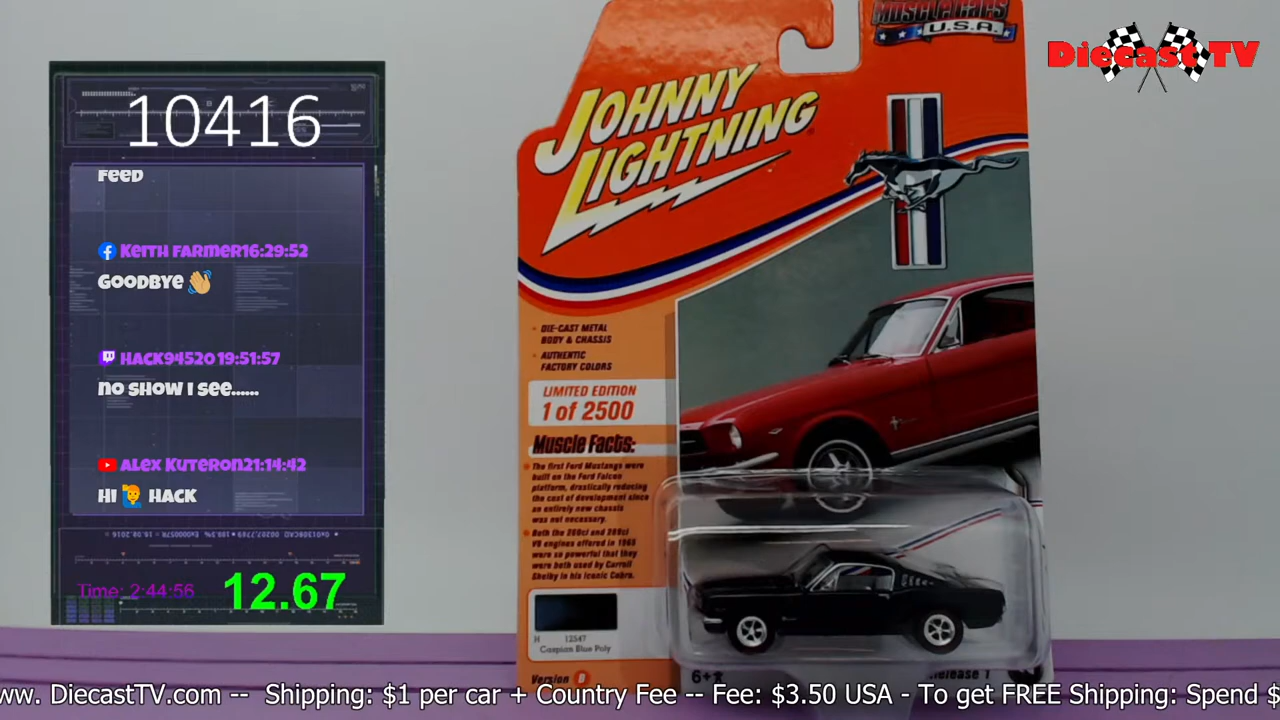 10416
FEED
Keith Farmer16:29:52
GOODBYE 👋🏼
HACK94520 19:51:57
no show I see......
Alex Kuteron21:14:42
HI 🙋‍♂️ HACK
Time: 2:44:56
12.67
MUSCLE CARS
U.S.A.
JOHNNY
LIGHTNING
DIE-CAST METAL
BODY & CHASSIS
AUTHENTIC
FACTORY COLORS
LIMITED EDITION
1 of 2500
Muscle Facts:
The first Ford Mustangs were
built on the Ford Falcon
platform, drastically reducing
the cost of development since
an entirely new chassis
was not necessary.
Both the 260ci and 289ci
V8 engines offered in 1965
were so powerful that they
were both used by Carroll
Shelby in his iconic Cobra.
H 12547
Caspian Blue Poly
Version B
6+
Release 1
Diecast TV
ww. DiecastTV.com -- Shipping: $1 per car + Country Fee -- Fee: $3.50 USA - To get FREE Shipping: Spend $